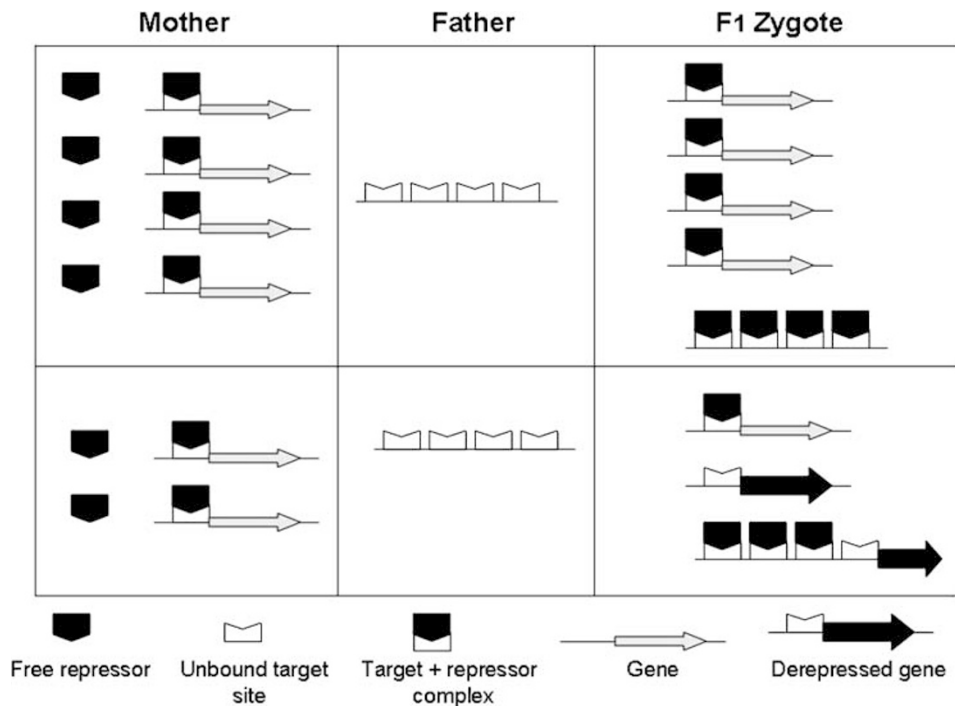 Mother
Father
F1 Zygote
Free repressor
Unbound target
site
Target + repressor
complex
Gene
Derepressed gene